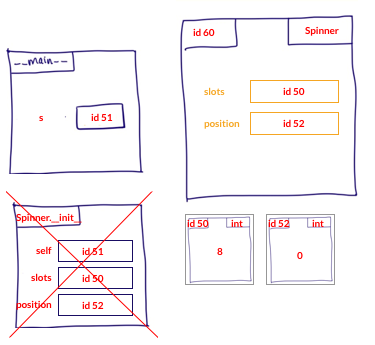 __main__
s
id 51
id 60
Spinner
slots
id 50
position
id 52
Spinner.__init_
self
id 51
slots
id 50
position
id 52
id 50
int
8
id 52
int
0